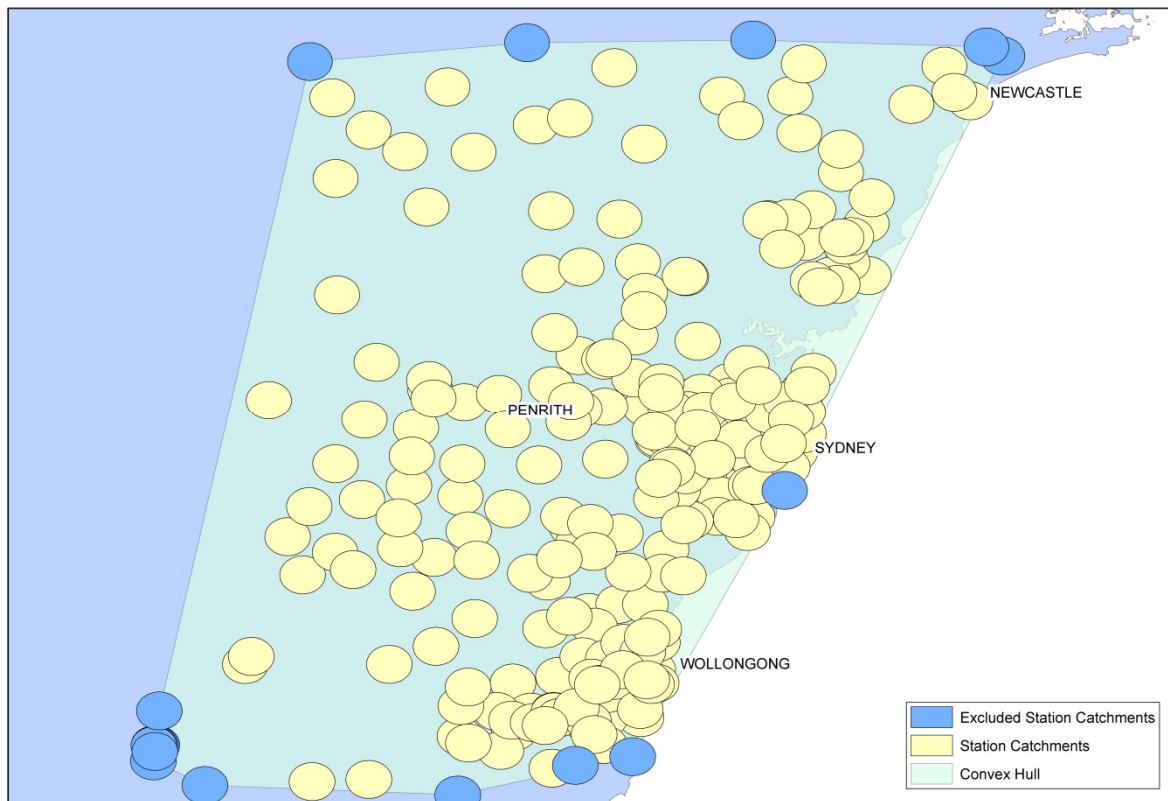 NEWCASTLE
PENRITH
SYDNEY
WOLLONGONG
Excluded Station Catchments
Station Catchments
Convex Hull